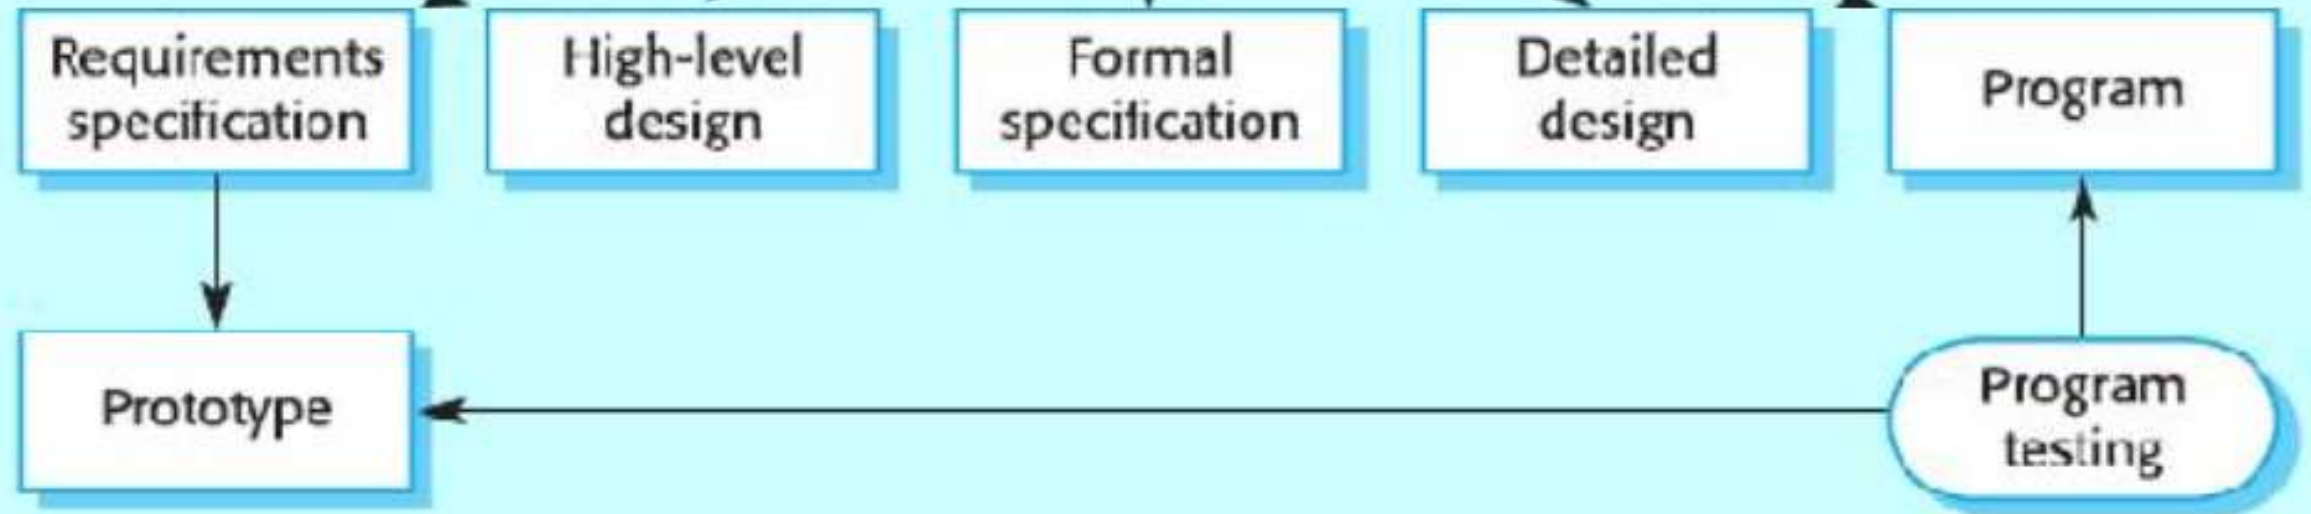 Requirements
specification
High-level
design
Formal
specification
Detailed
design
Program
Prototype
Program
testing